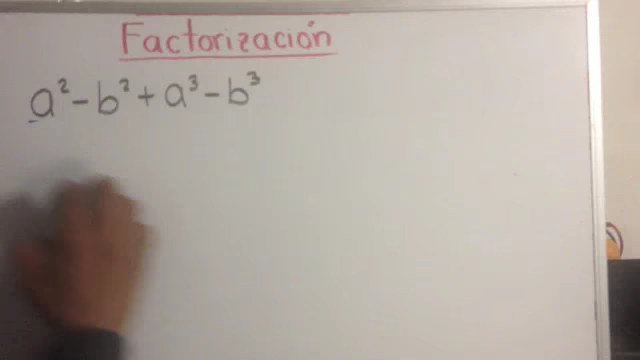 Factorización
a² - b² + a³ - b³